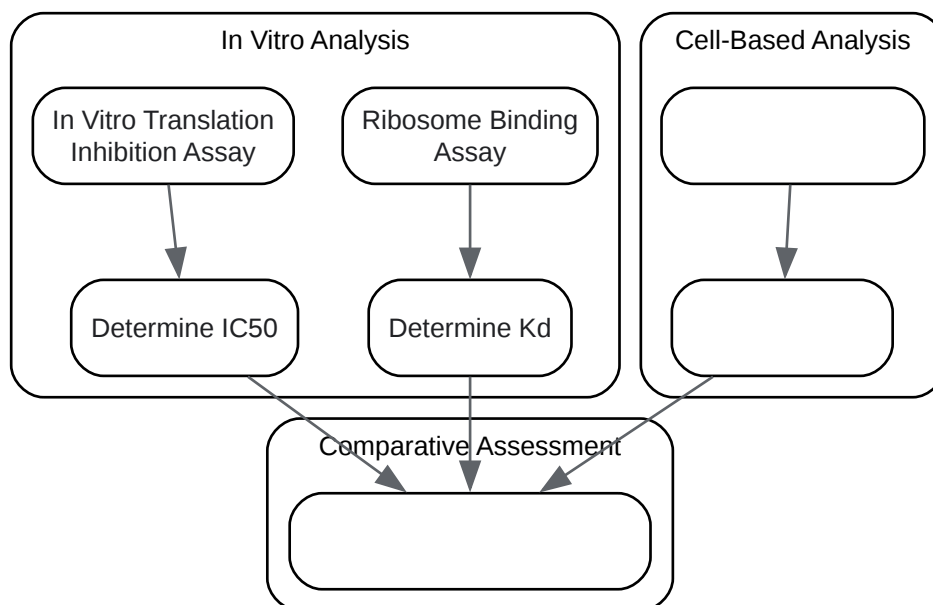 In Vitro Analysis
Cell-Based Analysis
In Vitro Translation
Inhibition Assay
Ribosome Binding
Assay
Determine IC50
Determine Kd
Comparative Assessment